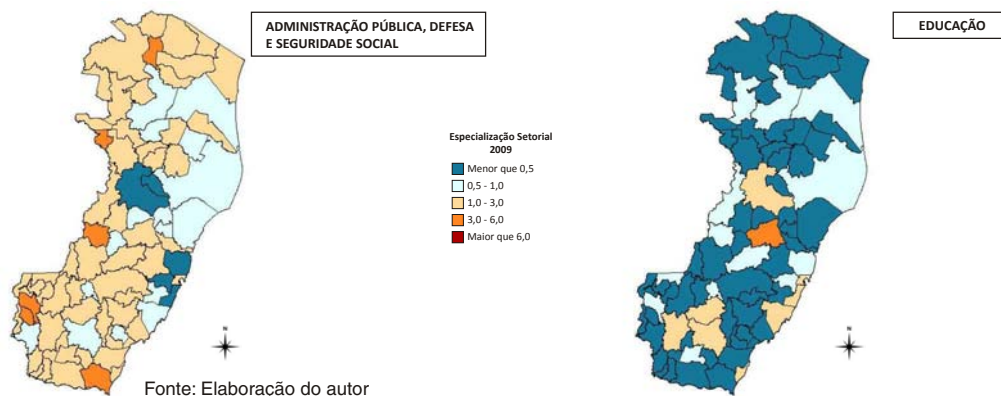 ADMINISTRAÇÃO PÚBLICA, DEFESA
E SEGURIDADE SOCIAL
EDUCAÇÃO
Especialização Setorial
2009
Menor que 0,5
0,5 - 1,0
1,0 - 3,0
3,0 - 6,0
Maior que 6,0
N
N
Fonte: Elaboração do autor